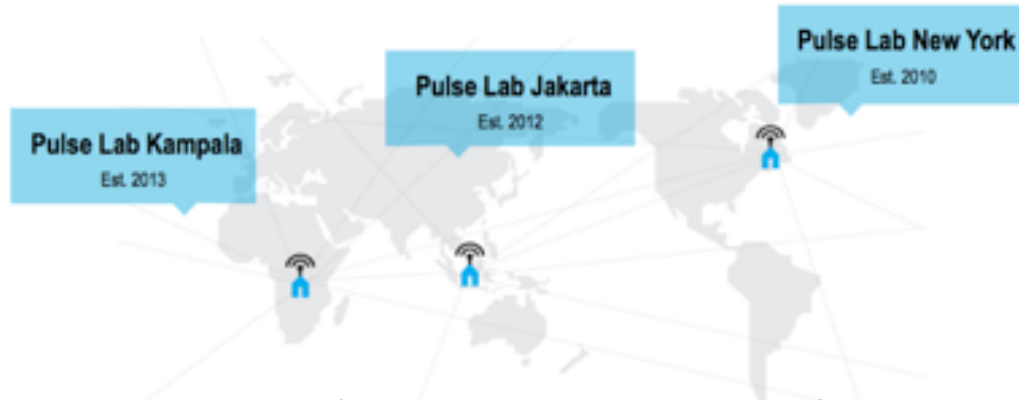 Pulse Lab New York
Est. 2010
Pulse Lab Jakarta
Est. 2012
Pulse Lab Kampala
Est. 2013